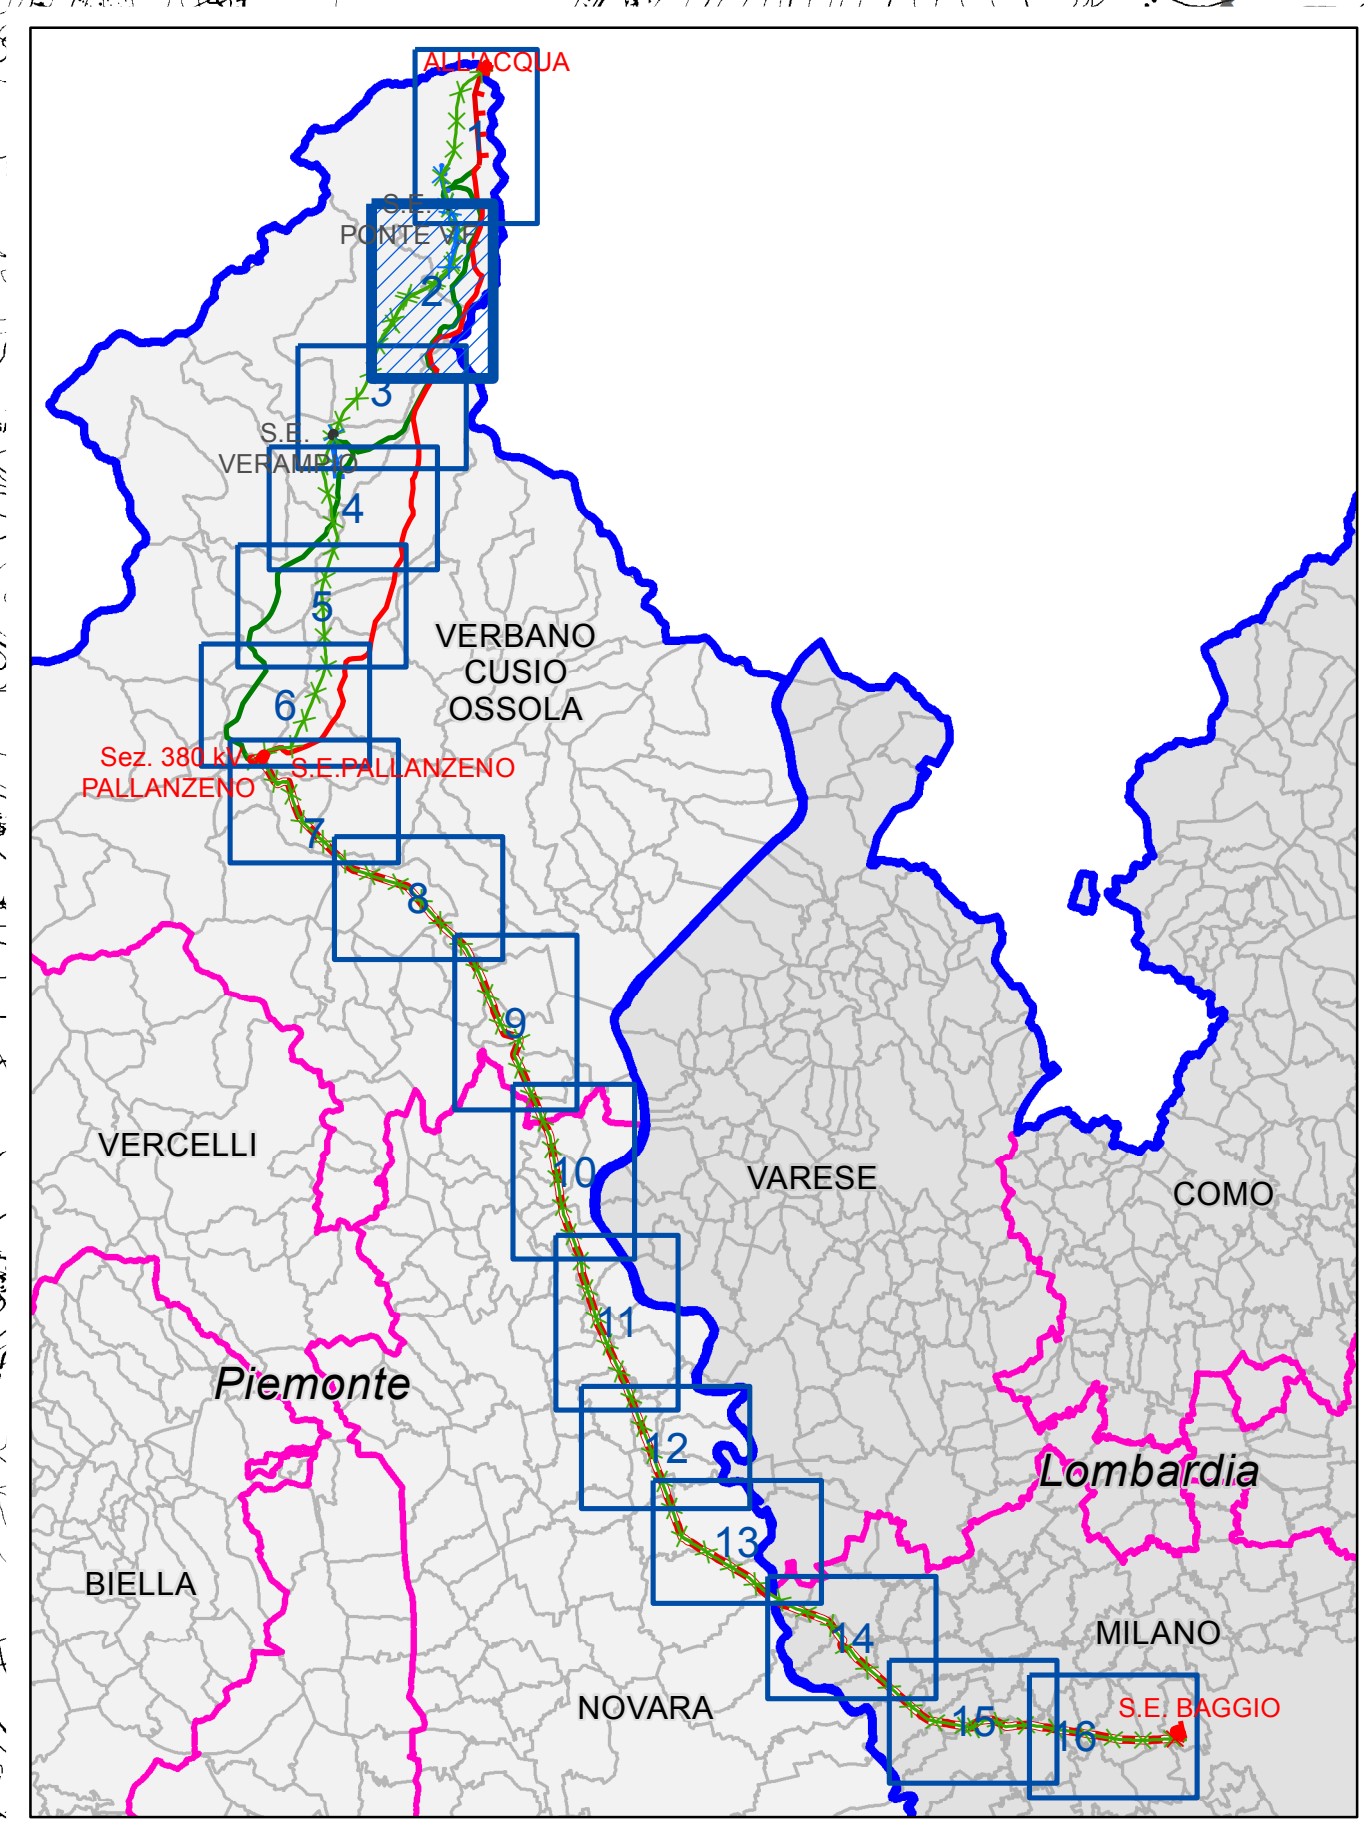 ALL'ACQUA
1
S.E.
PONTE V.F.
2
3
S.E.
VERAMPIO
4
5
VERBANO
CUSIO
OSSOLA
6
Sez. 380 kV
PALLANZENO
S.E.PALLANZENO
7
8
9
VERCELLI
10
VARESE
COMO
11
Piemonte
12
Lombardia
13
BIELLA
14
MILANO
NOVARA
15
S.E. BAGGIO
16